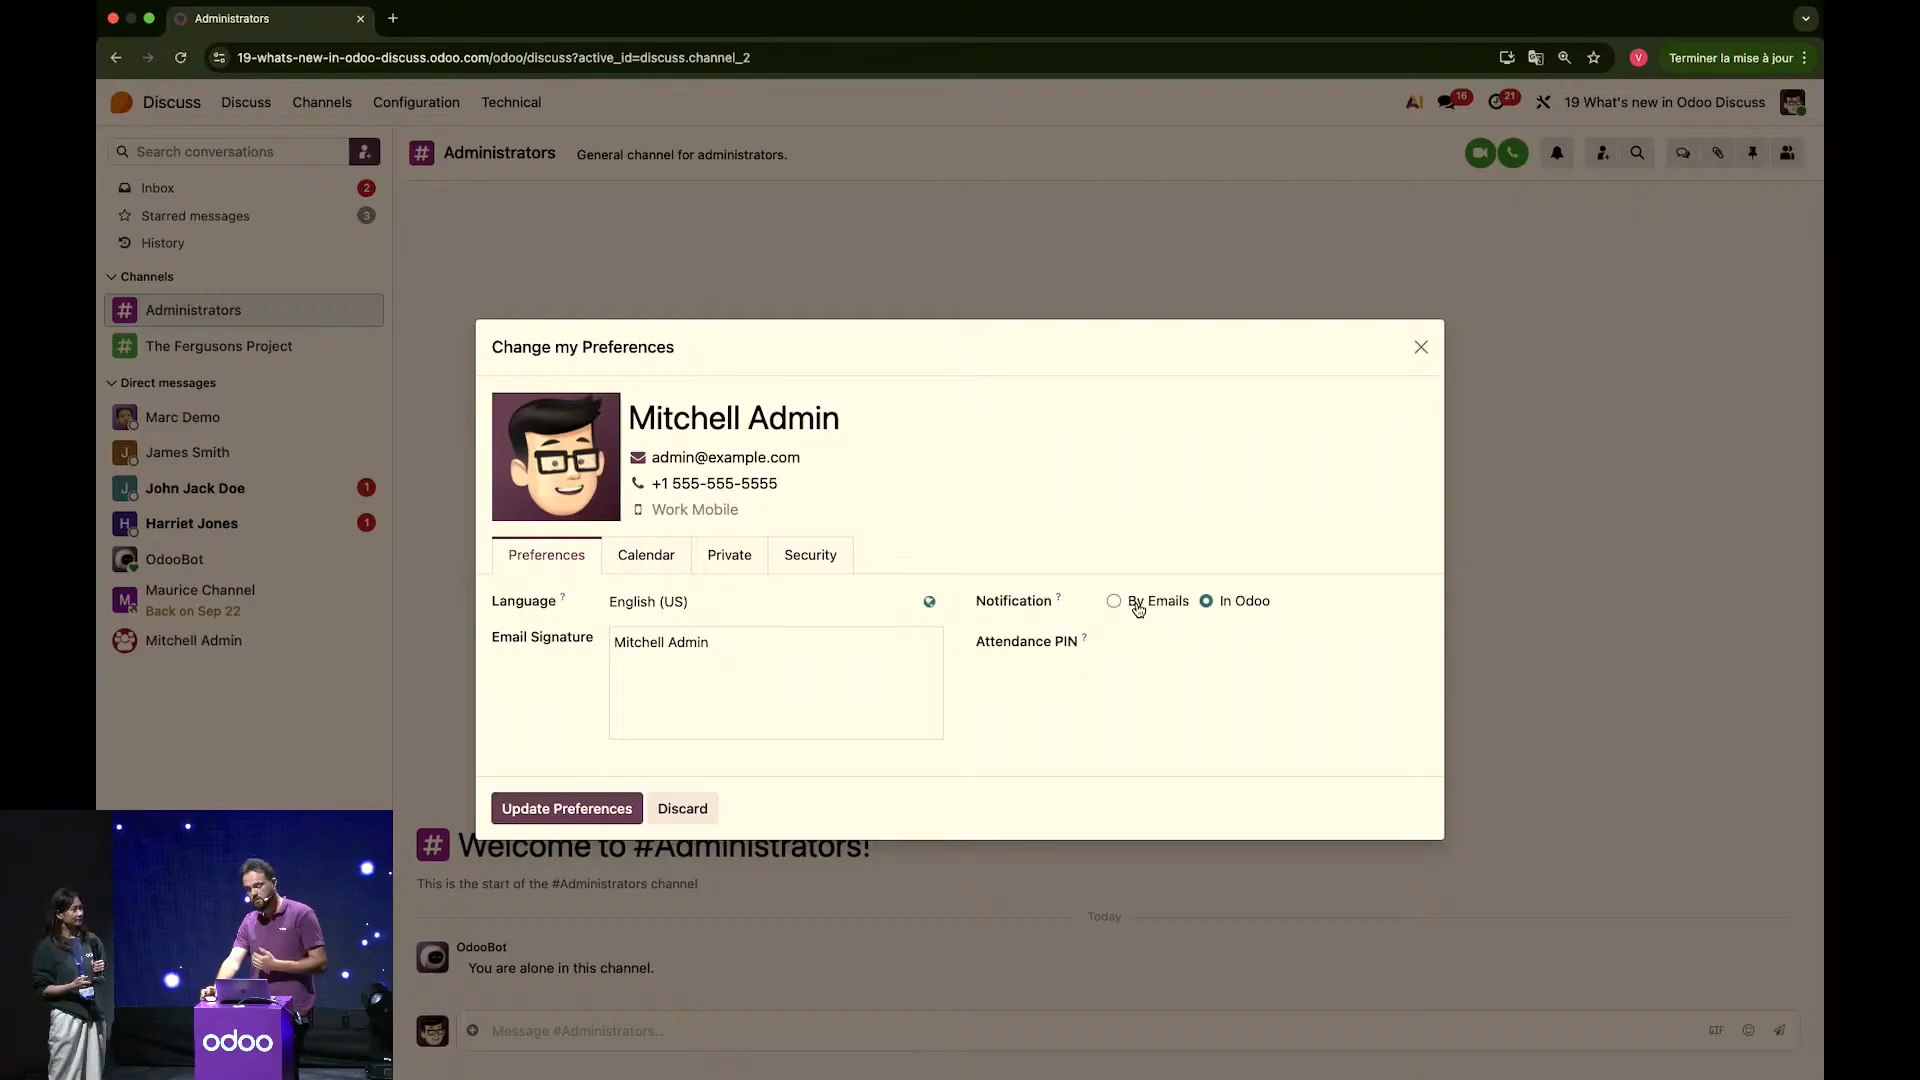 Administrators
19-whats-new-in-odoo-discuss.odoo.com/odoo/discuss?active_id=discuss.channel_2
V
Terminer la mise à jour
Discuss
Discuss
Channels
Configuration
Technical
AI
16
21
19 What's new in Odoo Discuss
Search conversations
# Administrators
General channel for administrators.
Inbox
2
Starred messages
3
History
Channels
# Administrators
# The Fergusons Project
Direct messages
Marc Demo
J James Smith
J John Jack Doe
1
H Harriet Jones
1
OdooBot
M Maurice Channel
Back on Sep 22
Mitchell Admin
Change my Preferences
Mitchell Admin
admin@example.com
+1 555-555-5555
Work Mobile
Preferences
Calendar
Private
Security
Language ?
English (US)
Notification ?
By Emails
In Odoo
Email Signature
Mitchell Admin
Attendance PIN ?
Update Preferences
Discard
# Welcome to #Administrators!
This is the start of the #Administrators channel
Today
OdooBot
You are alone in this channel.
Message #Administrators...
GIF
odoo